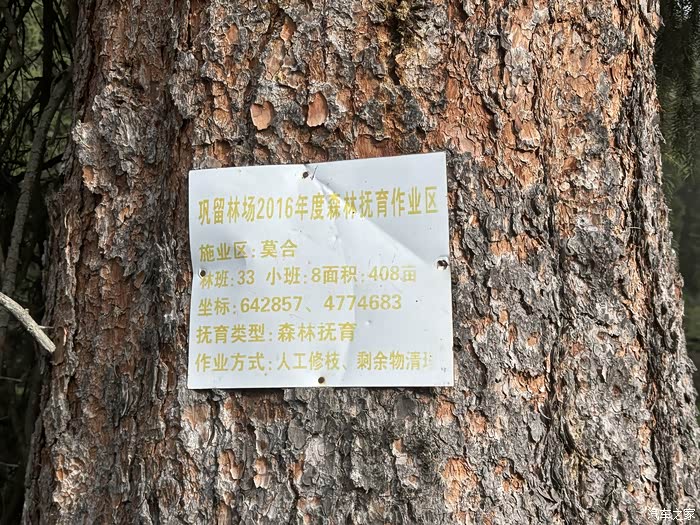 巩留林场2016年度森林抚育作业区
施业区:莫合
林班:33 小班:8面积:408亩
坐标:642857、4774683
抚育类型:森林抚育
作业方式:人工修枝、剩余物清
汽车之家